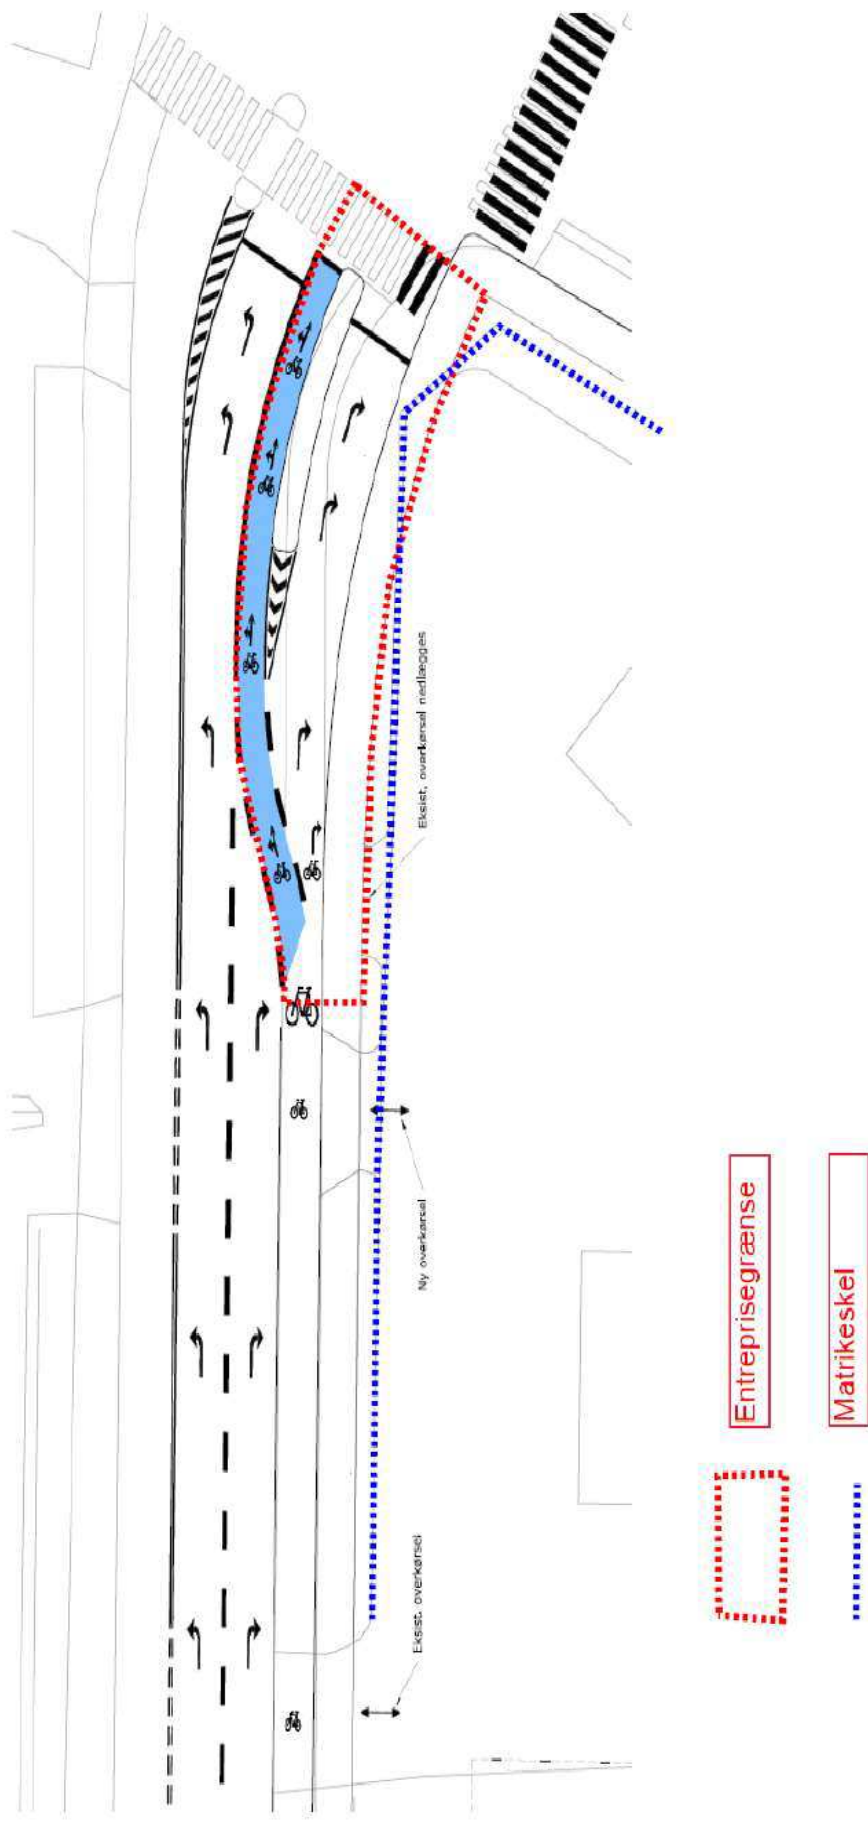 Eksist. overkørsel nedlægges
Ny overkørsel
Eksist. overkørsel
Entreprisegrænse
Matrikeskel